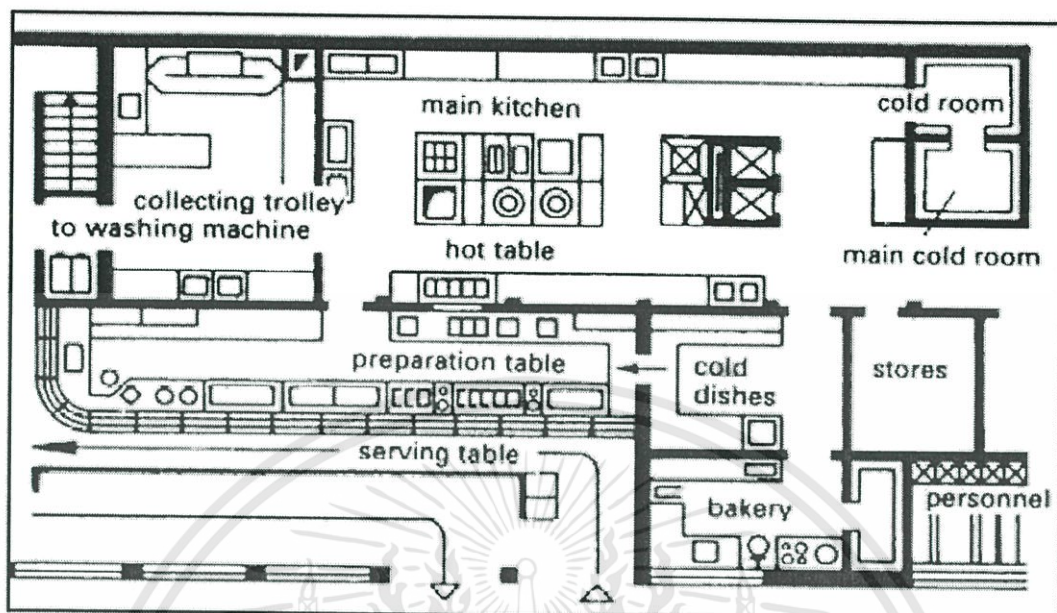 main kitchen
cold room
collecting trolley
to washing machine
hot table
main cold room
preparation table
cold
dishes
stores
serving table
bakery
personnel